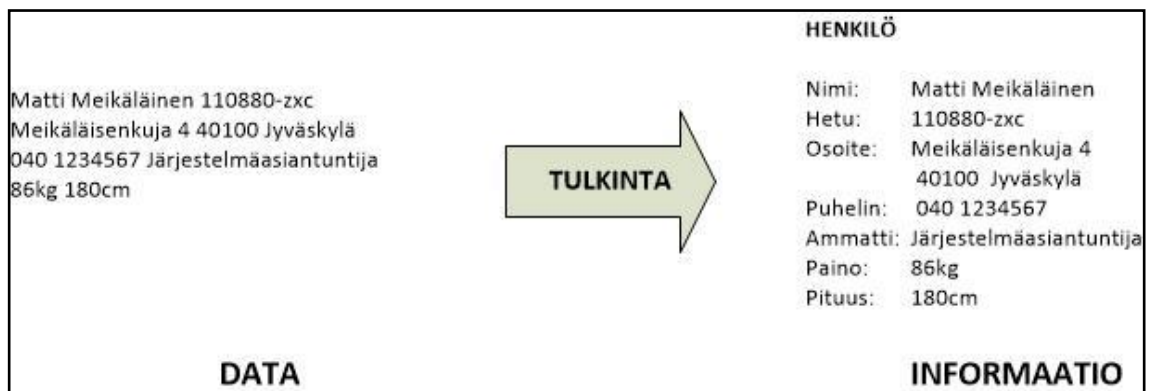 Matti Meikäläinen 110880-zxc
Meikäläisenkuja 4 40100 Jyväskylä
040 1234567 Järjestelmäasiantuntija
86kg 180cm
DATA
TULKINTA
HENKILÖ
Nimi: Matti Meikäläinen
Hetu: 110880-zxc
Osoite: Meikäläisenkuja 4
40100 Jyväskylä
Puhelin: 040 1234567
Ammatti: Järjestelmäasiantuntija
Paino: 86kg
Pituus: 180cm
INFORMAATIO